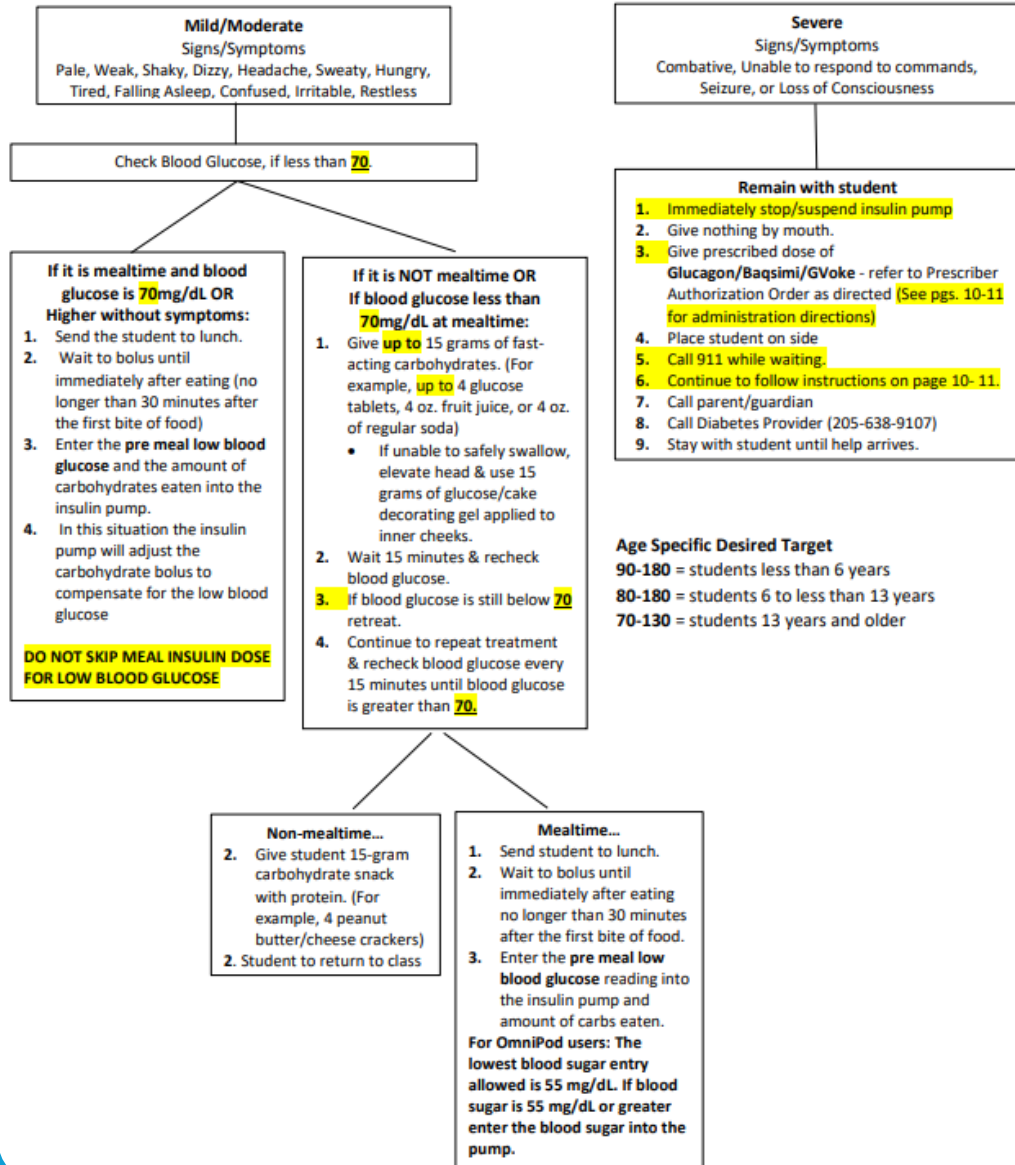 Mild/Moderate
Signs/Symptoms
Pale, Weak, Shaky, Dizzy, Headache, Sweaty, Hungry,
Tired, Falling Asleep, Confused, Irritable, Restless
Severe
Signs/Symptoms
Combative, Unable to respond to commands,
Seizure, or Loss of Consciousness
Check Blood Glucose, if less than 70.
If it is mealtime and blood
glucose is 70mg/dL OR
Higher without symptoms:
1. Send the student to lunch.
2. Wait to bolus until
immediately after eating (no
longer than 30 minutes after
the first bite of food)
3. Enter the pre meal low blood
glucose and the amount of
carbohydrates eaten into the
insulin pump.
4. In this situation the insulin
pump will adjust the
carbohydrate bolus to
compensate for the low blood
glucose
DO NOT SKIP MEAL INSULIN DOSE
FOR LOW BLOOD GLUCOSE
If it is NOT mealtime OR
If blood glucose less than
70mg/dL at mealtime:
1. Give up to 15 grams of fast-
acting carbohydrates. (For
example, up to 4 glucose
tablets, 4 oz. fruit juice, or 4 oz.
of regular soda)
• If unable to safely swallow,
elevate head & use 15
grams of glucose/cake
decorating gel applied to
inner cheeks.
2. Wait 15 minutes & recheck
blood glucose.
3. If blood glucose is still below 70
retreat.
4. Continue to repeat treatment
& recheck blood glucose every
15 minutes until blood glucose
is greater than 70.
Remain with student
1. Immediately stop/suspend insulin pump
2. Give nothing by mouth.
3. Give prescribed dose of
Glucagon/Baqsimi/GVoke - refer to Prescriber
Authorization Order as directed (See pgs. 10-11
for administration directions)
4. Place student on side
5. Call 911 while waiting.
6. Continue to follow instructions on page 10- 11.
7. Call parent/guardian
8. Call Diabetes Provider (205-638-9107)
9. Stay with student until help arrives.
Age Specific Desired Target
90-180 = students less than 6 years
80-180 = students 6 to less than 13 years
70-130 = students 13 years and older
Non-mealtime…
2. Give student 15-gram
carbohydrate snack
with protein. (For
example, 4 peanut
butter/cheese crackers)
2. Student to return to class
Mealtime…
1. Send student to lunch.
2. Wait to bolus until
immediately after eating
no longer than 30 minutes
after the first bite of food.
3. Enter the pre meal low
blood glucose reading into
the insulin pump and
amount of carbs eaten.
For OmniPod users: The
lowest blood sugar entry
allowed is 55 mg/dL. If blood
sugar is 55 mg/dL or greater
enter the blood sugar into the
pump.